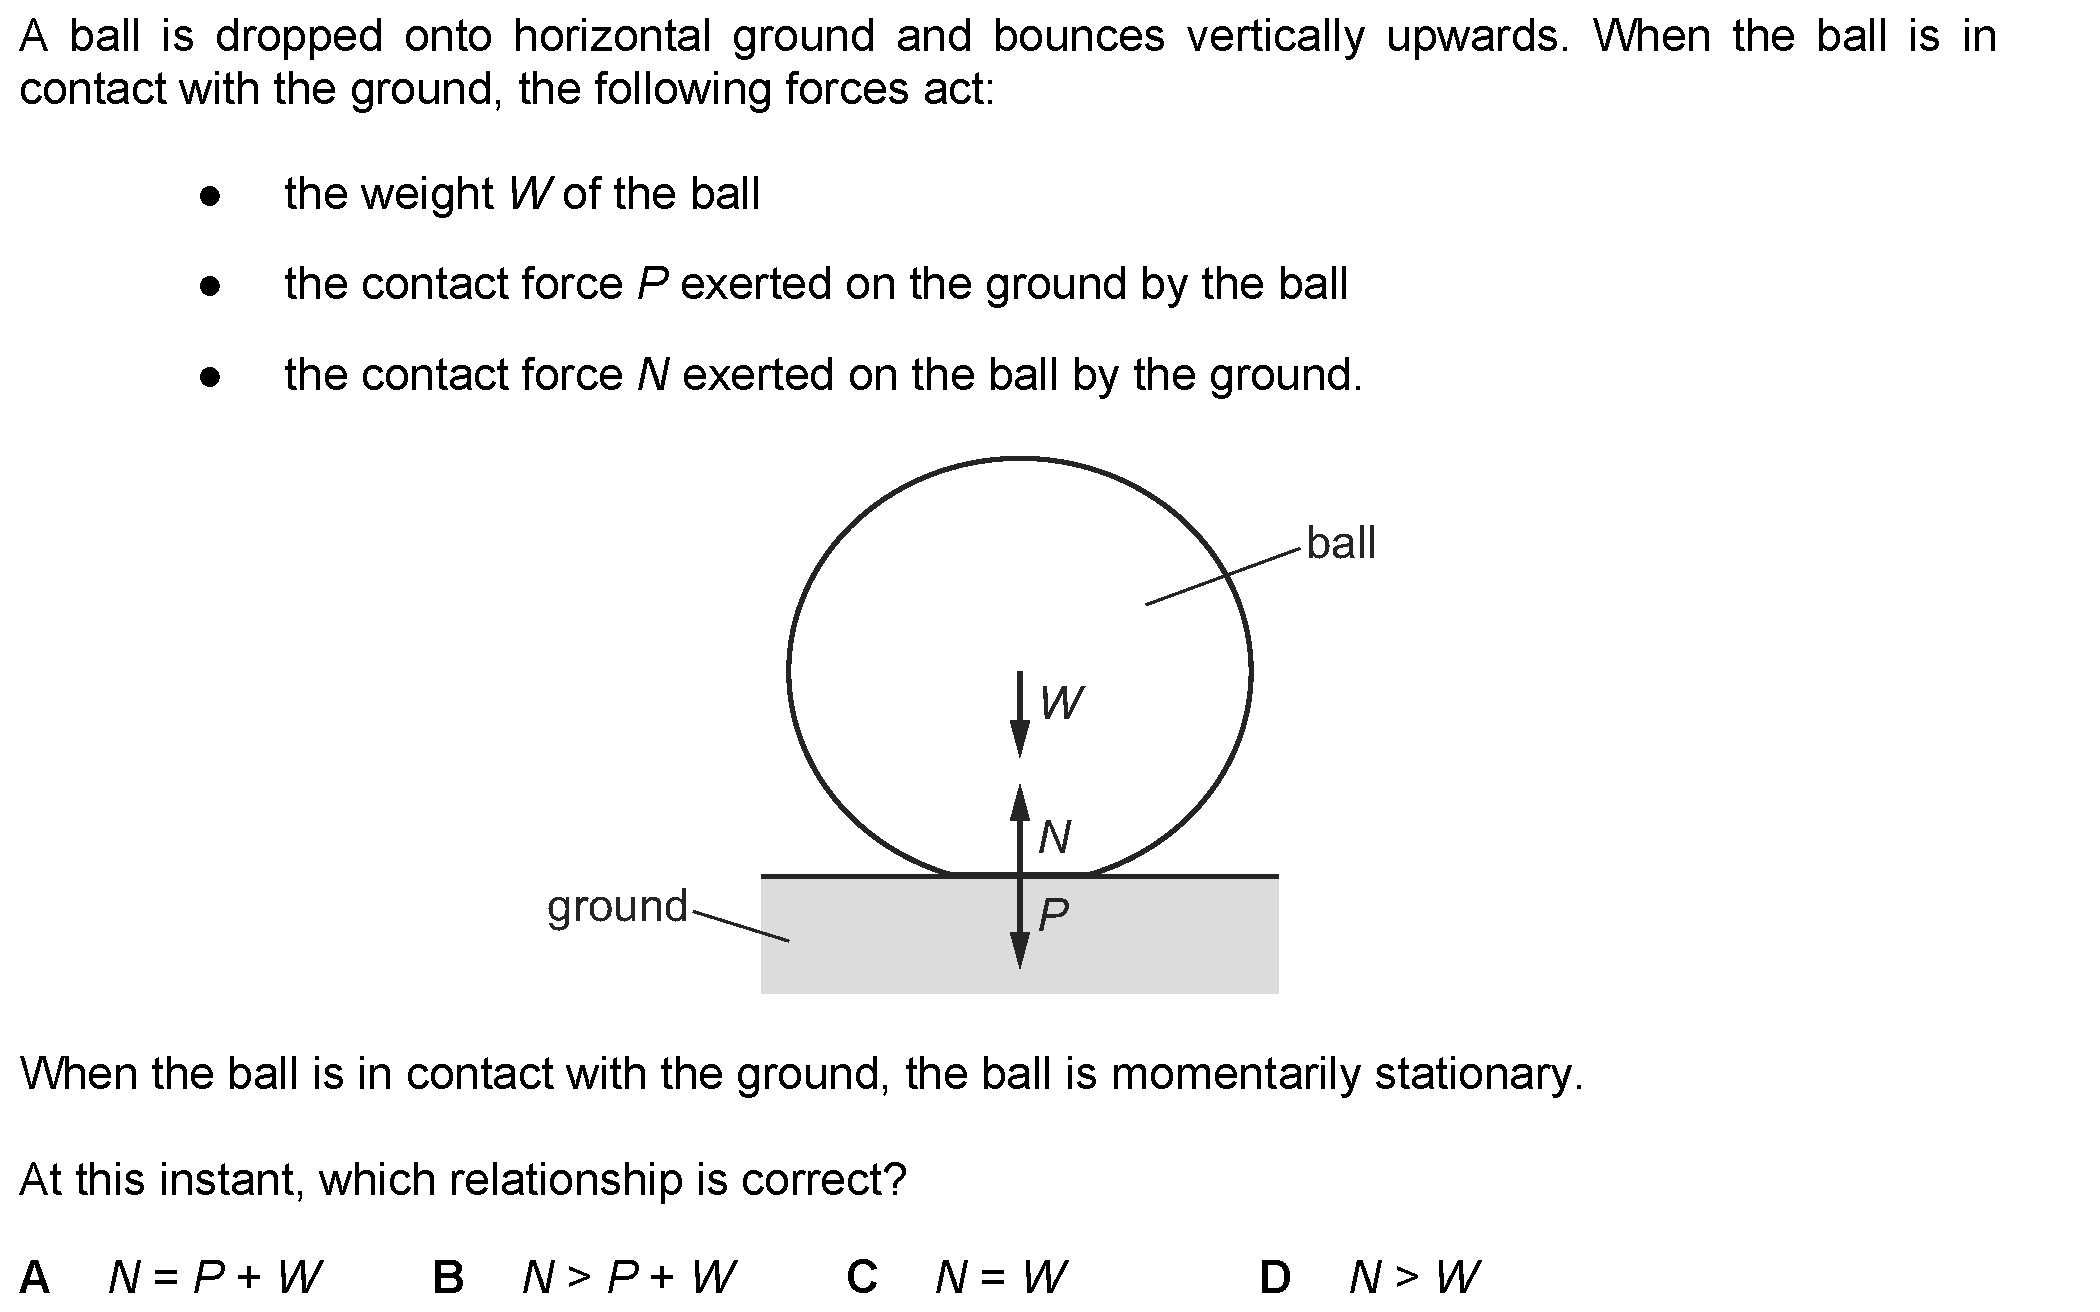 A ball is dropped onto horizontal ground and bounces vertically upwards. When the ball is in
contact with the ground, the following forces act:
● the weight W of the ball
● the contact force P exerted on the ground by the ball
● the contact force N exerted on the ball by the ground.
ball
W
N
ground
P
When the ball is in contact with the ground, the ball is momentarily stationary.
At this instant, which relationship is correct?
A N = P + W B N > P + W C N = W D N > W